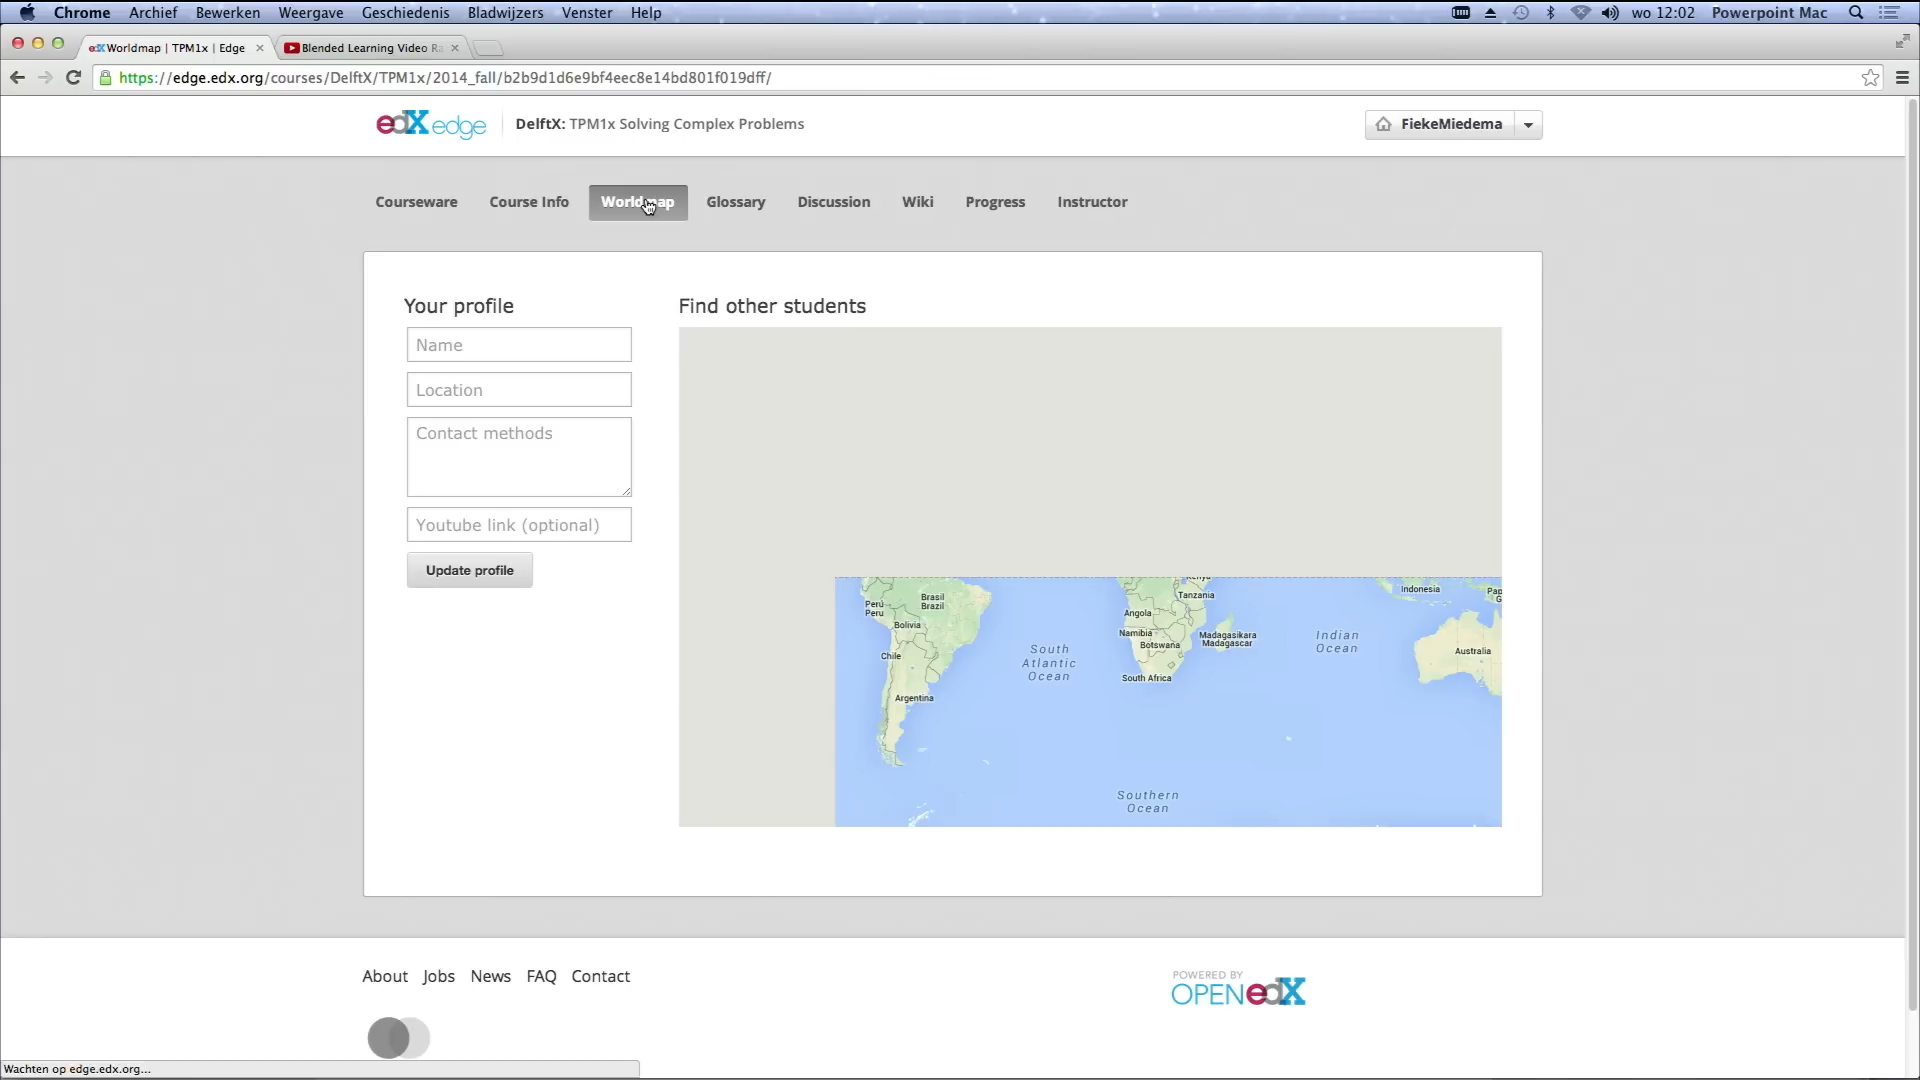 Chrome Archief Bewerken Weergave Geschiedenis Bladwijzers Venster Help wo 12:02 Powerpoint Mac
edX Worldmap | TPM1x | Edge Blended Learning Video Ra
https://edge.edx.org/courses/DelftX/TPM1x/2014_fall/b2b9d1d6e9bf4eec8e14bd801f019dff/
edX edge DelftX: TPM1x Solving Complex Problems FiekeMiedema
Courseware Course Info Worldmap Glossary Discussion Wiki Progress Instructor
Your profile
Name
Location
Contact methods
Youtube link (optional)
Update profile
Find other students
Kenya
Indonesia
Brasil
Brazil
Perú
Peru
Tanzania
Angola
Bolivia
Namibia
Botswana
Madagasikara
Madagascar
Indian
Ocean
South
Atlantic
Ocean
Australia
Chile
South Africa
Argentina
Southern
Ocean
About Jobs News FAQ Contact
POWERED BY
OPEN edX
Wachten op edge.edx.org...